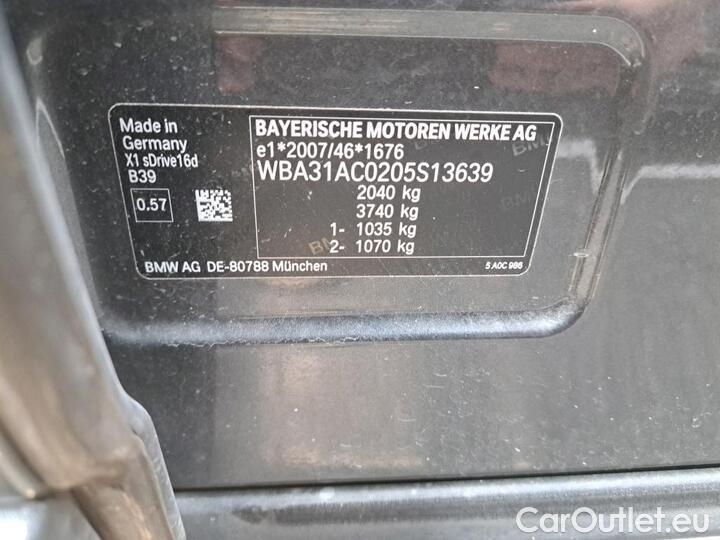 Made in
Germany
X1 sDrive16d
B39
0.57
BAYERISCHE MOTOREN WERKE AG
e1*2007/46*1676
WBA31AC0205S13639
2040 kg
3740 kg
1- 1035 kg
2- 1070 kg
BMW AG DE-80788 München
5 A0C 986
CarOutlet.eu